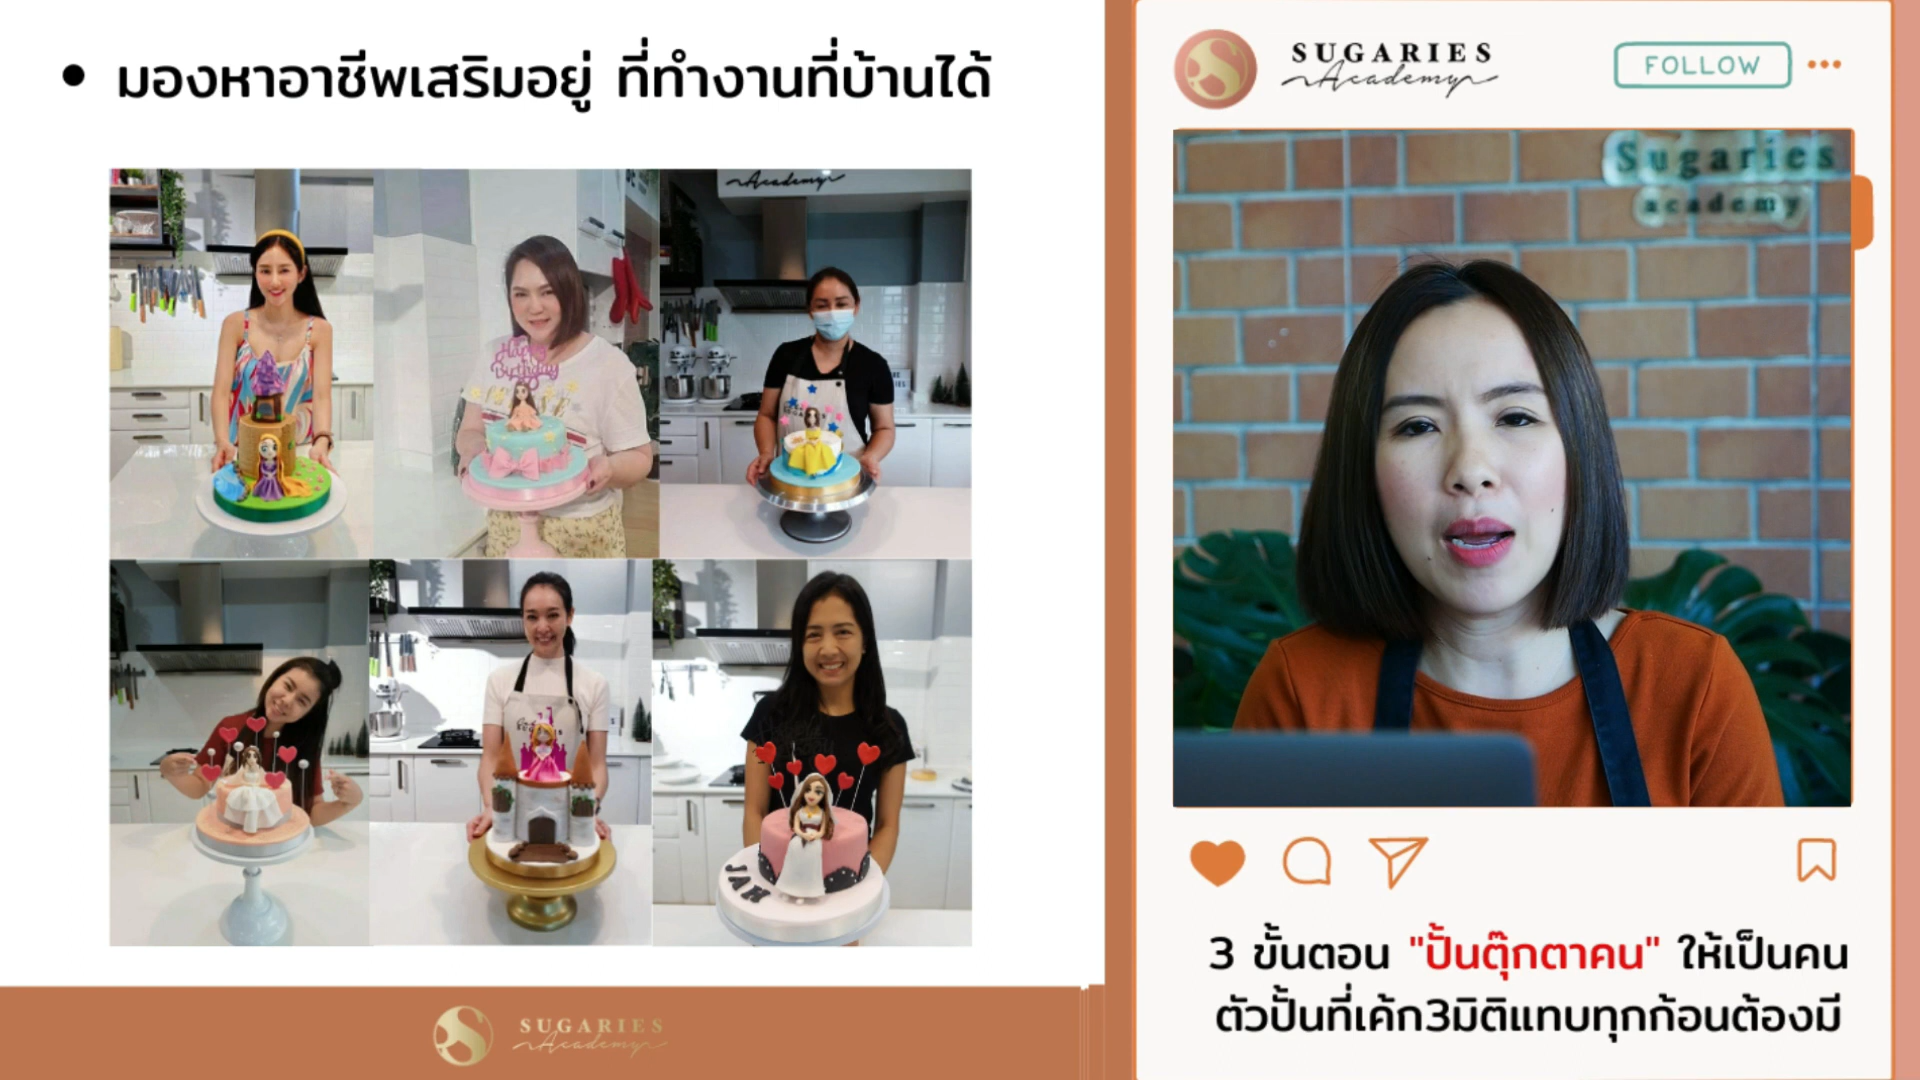 • มองหาอาชีพเสริมอยู่ ที่ทำงานที่บ้านได้
Academy
Happy
Birthday
JAN
SUGARIES
Academy
SUGARIES
Academy
FOLLOW
Sugaries
academy
3 ขั้นตอน "ปั้นตุ๊กตาคน" ให้เป็นคน
ตัวปั้นที่เค้ก3มิติแทบทุกก้อนต้องมี